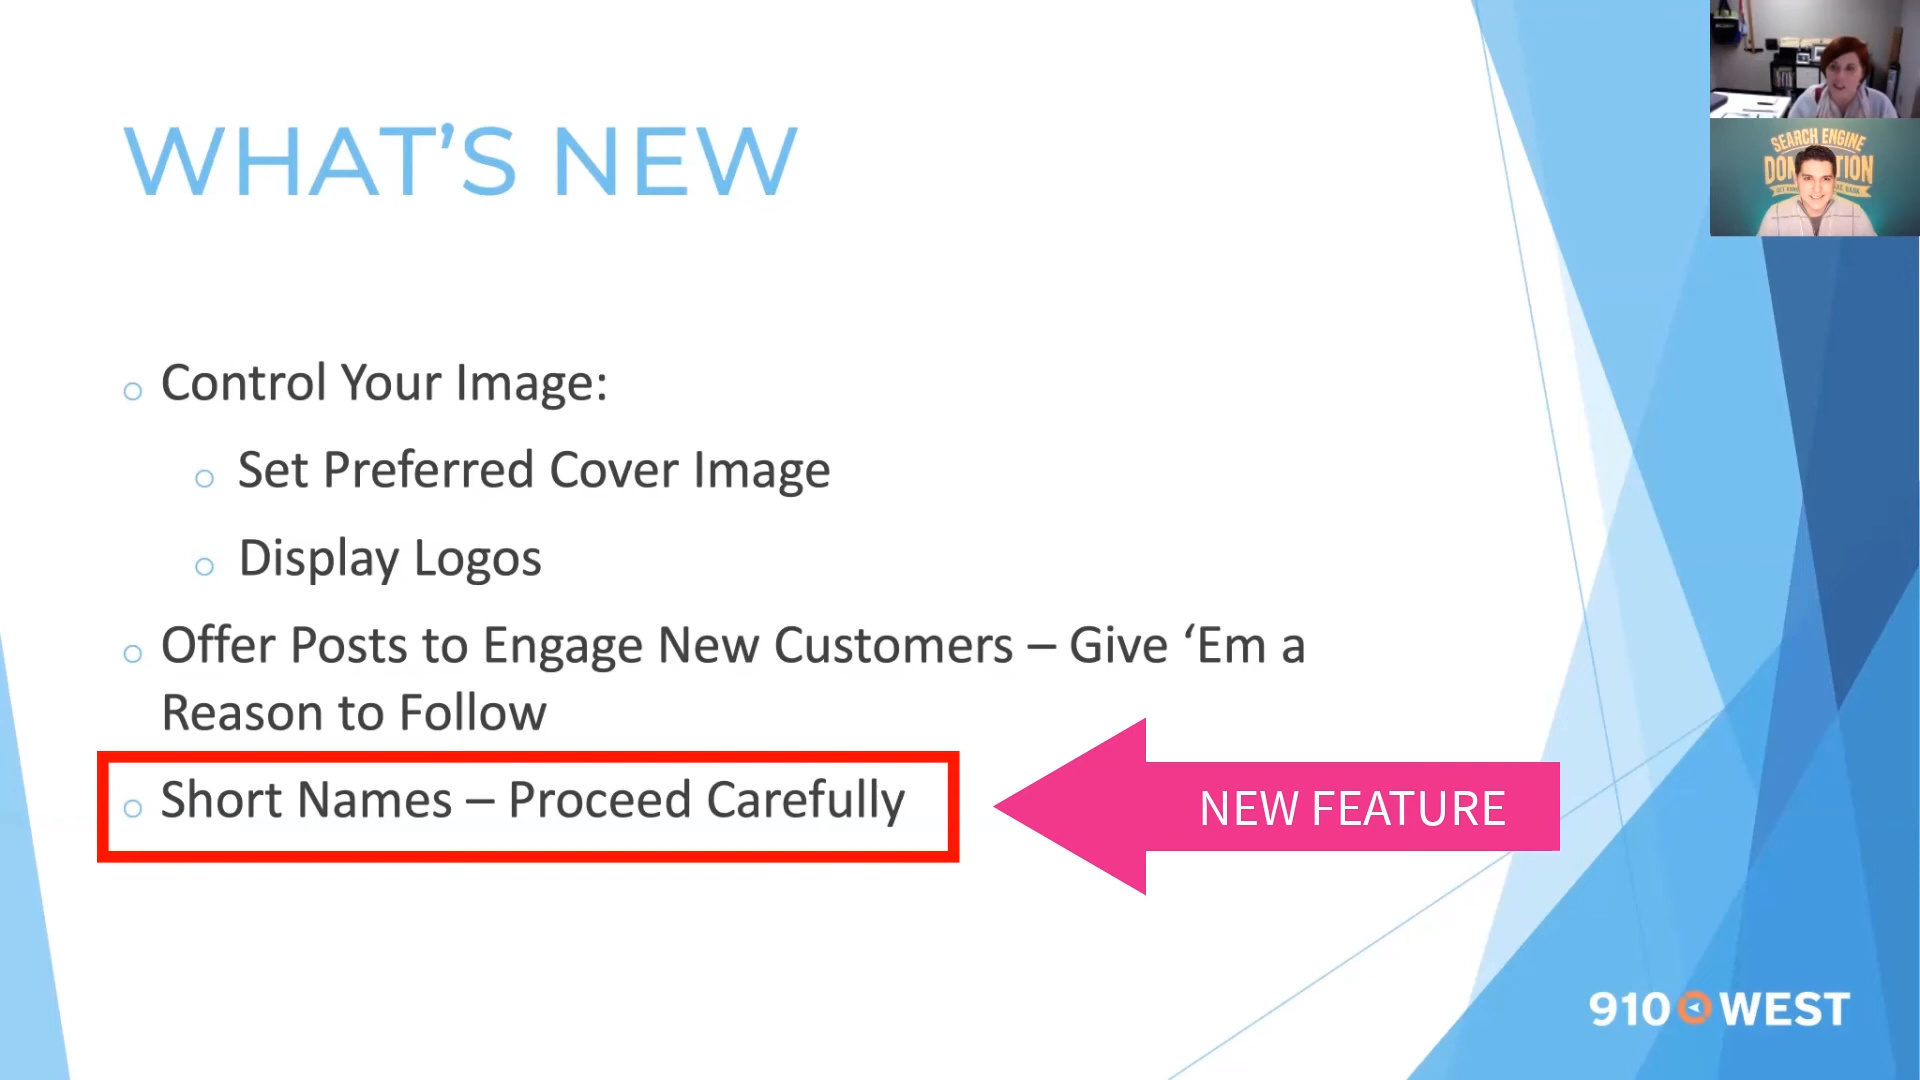 WHAT'S NEW
Control Your Image:
Set Preferred Cover Image
Display Logos
Offer Posts to Engage New Customers – Give ‘Em a
Reason to Follow
Short Names – Proceed Carefully
NEW FEATURE
SEARCH ENGINE
910 WEST